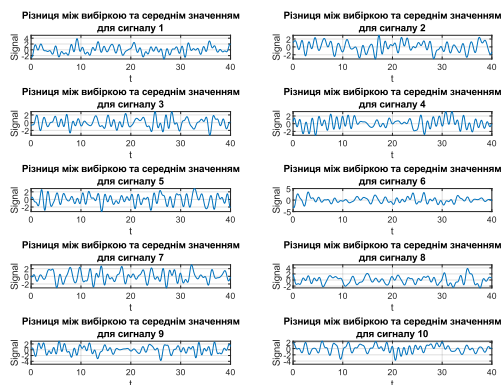 Різниця між вибіркою та середнім значенням
для сигналу 1
Signal
4
2
0
-2
0
10
20
30
40
t
Різниця між вибіркою та середнім значенням
для сигналу 2
Signal
2
0
-2
0
10
20
30
40
t
Різниця між вибіркою та середнім значенням
для сигналу 3
Signal
2
0
-2
0
10
20
30
40
t
Різниця між вибіркою та середнім значенням
для сигналу 4
Signal
2
0
-2
0
10
20
30
40
t
Різниця між вибіркою та середнім значенням
для сигналу 5
Signal
2
0
-2
0
10
20
30
40
t
Різниця між вибіркою та середнім значенням
для сигналу 6
Signal
5
0
-5
0
10
20
30
40
t
Різниця між вибіркою та середнім значенням
для сигналу 7
Signal
2
0
-2
0
10
20
30
40
t
Різниця між вибіркою та середнім значенням
для сигналу 8
Signal
4
2
0
-2
0
10
20
30
40
t
Різниця між вибіркою та середнім значенням
для сигналу 9
Signal
2
0
-2
-4
0
10
20
30
40
t
Різниця між вибіркою та середнім значенням
для сигналу 10
Signal
2
0
-2
-4
0
10
20
30
40
t